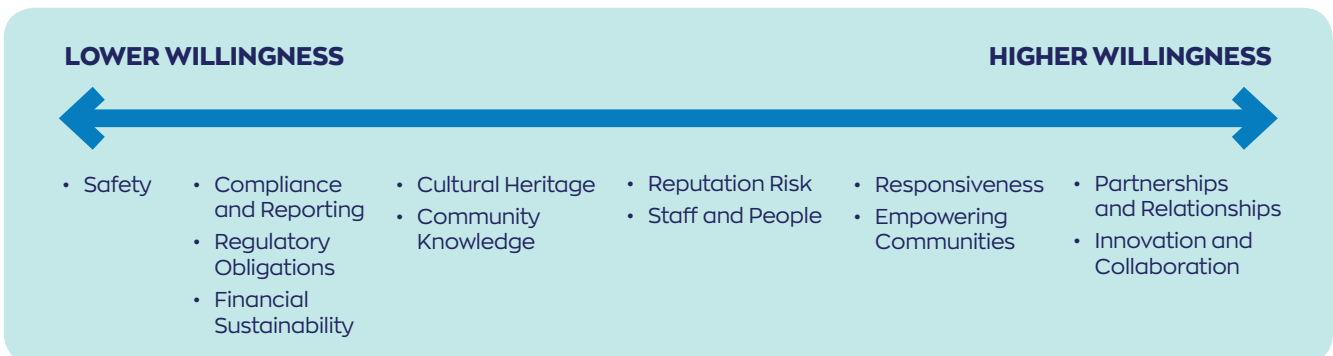 LOWER WILLINGNESS
HIGHER WILLINGNESS
• Safety
• Compliance
and Reporting
• Regulatory
Obligations
• Financial
Sustainability
• Cultural Heritage
• Community
Knowledge
• Reputation Risk
• Staff and People
• Responsiveness
• Empowering
Communities
• Partnerships
and Relationships
• Innovation and
Collaboration